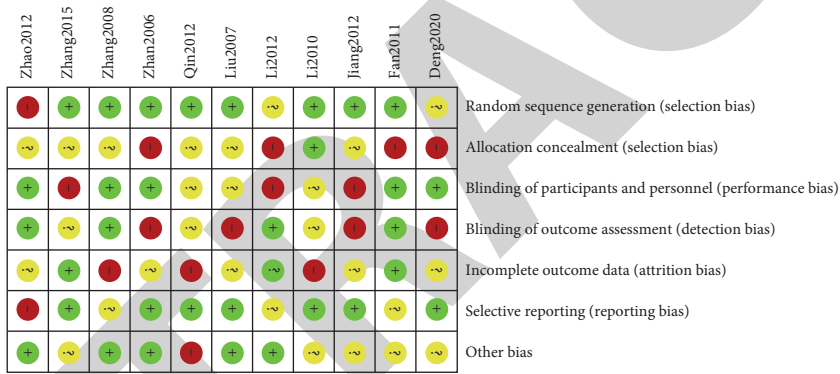 Zhao2012 Zhang2015 Zhang2008 Zhan2006 Qin2012 Liu2007 Li2012 Li2010 Jiang2012 Fan2011 Deng2020
– + + + + + ? + + + ? Random sequence generation (selection bias)
? ? ? – ? ? – + ? – – Allocation concealment (selection bias)
+ – + + ? ? – ? – + + Blinding of participants and personnel (performance bias)
+ ? + – ? – + ? – + – Blinding of outcome assessment (detection bias)
? + – ? – ? ? – ? + ? Incomplete outcome data (attrition bias)
– + ? + + + ? + + ? + Selective reporting (reporting bias)
+ ? + + – + + ? ? ? ? Other bias